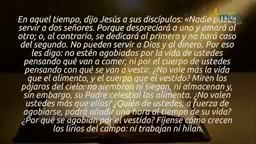 En aquel tiempo, dijo Jesús a sus discípulos: «Nadie puede
servir a dos señores. Porque despreciará a uno y amará al
otro; o, al contrario, se dedicará al primero y no hará caso
del segundo. No pueden servir a Dios y al dinero. Por eso
les digo: no estén agobiados por la vida de ustedes
pensando qué van a comer, ni por el cuerpo de ustedes
pensando con qué se van a vestir. ¿No vale más la vida
que el alimento, y el cuerpo que el vestido? Miren las
pájaros del cielo: no siembran ni siegan, ni almacenan y,
sin embargo, su Padre celestial las alimenta. ¿No valen
ustedes más que ellos? ¿Quién de ustedes, a fuerza de
agobiarse, podrá añadir una hora al tiempo de su vida?
¿Por qué se agobian por el vestido? Fíjense cómo crecen
los lirios del campo: ni trabajan ni hilan.